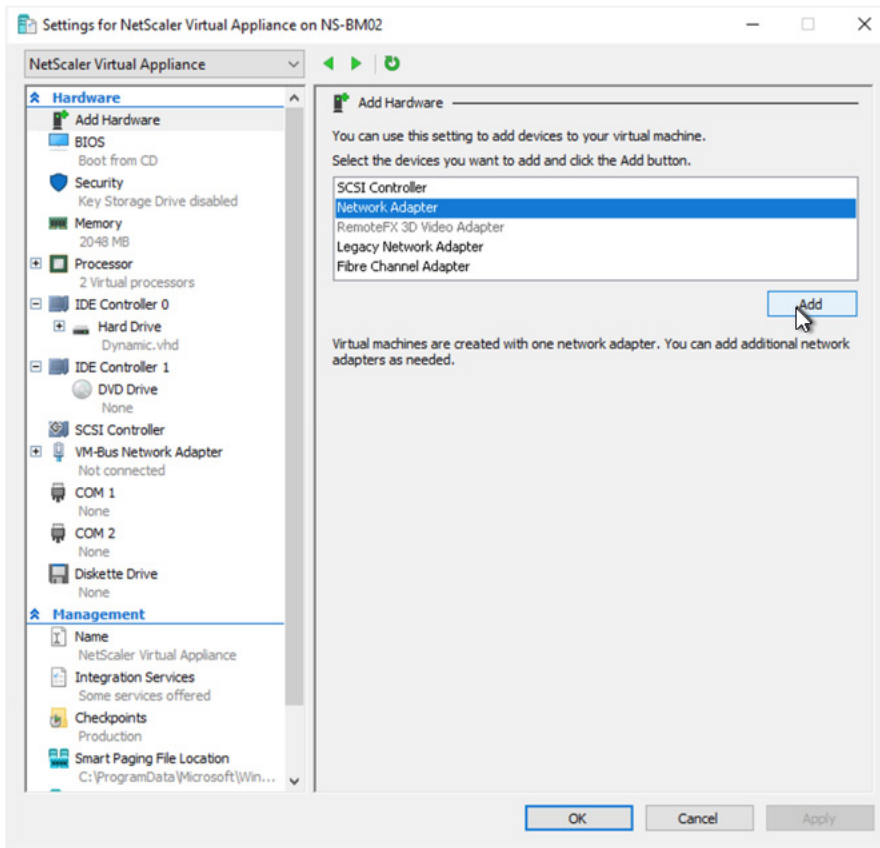 Settings for NetScaler Virtual Appliance on NS-BM02
NetScaler Virtual Appliance
Hardware
Add Hardware
BIOS
Boot from CD
Security
Key Storage Drive disabled
Memory
2048 MB
Processor
2 Virtual processors
IDE Controller 0
Hard Drive
Dynamic.vhd
IDE Controller 1
DVD Drive
None
SCSI Controller
VM-Bus Network Adapter
Not connected
COM 1
None
COM 2
None
Diskette Drive
None
Management
Name
NetScaler Virtual Appliance
Integration Services
Some services offered
Checkpoints
Production
Smart Paging File Location
C:\ProgramData\Microsoft\Win...
Add Hardware
You can use this setting to add devices to your virtual machine.
Select the devices you want to add and click the Add button.
SCSI Controller
Network Adapter
RemoteFX 3D Video Adapter
Legacy Network Adapter
Fibre Channel Adapter
Add
Virtual machines are created with one network adapter. You can add additional network
adapters as needed.
OK
Cancel
Apply